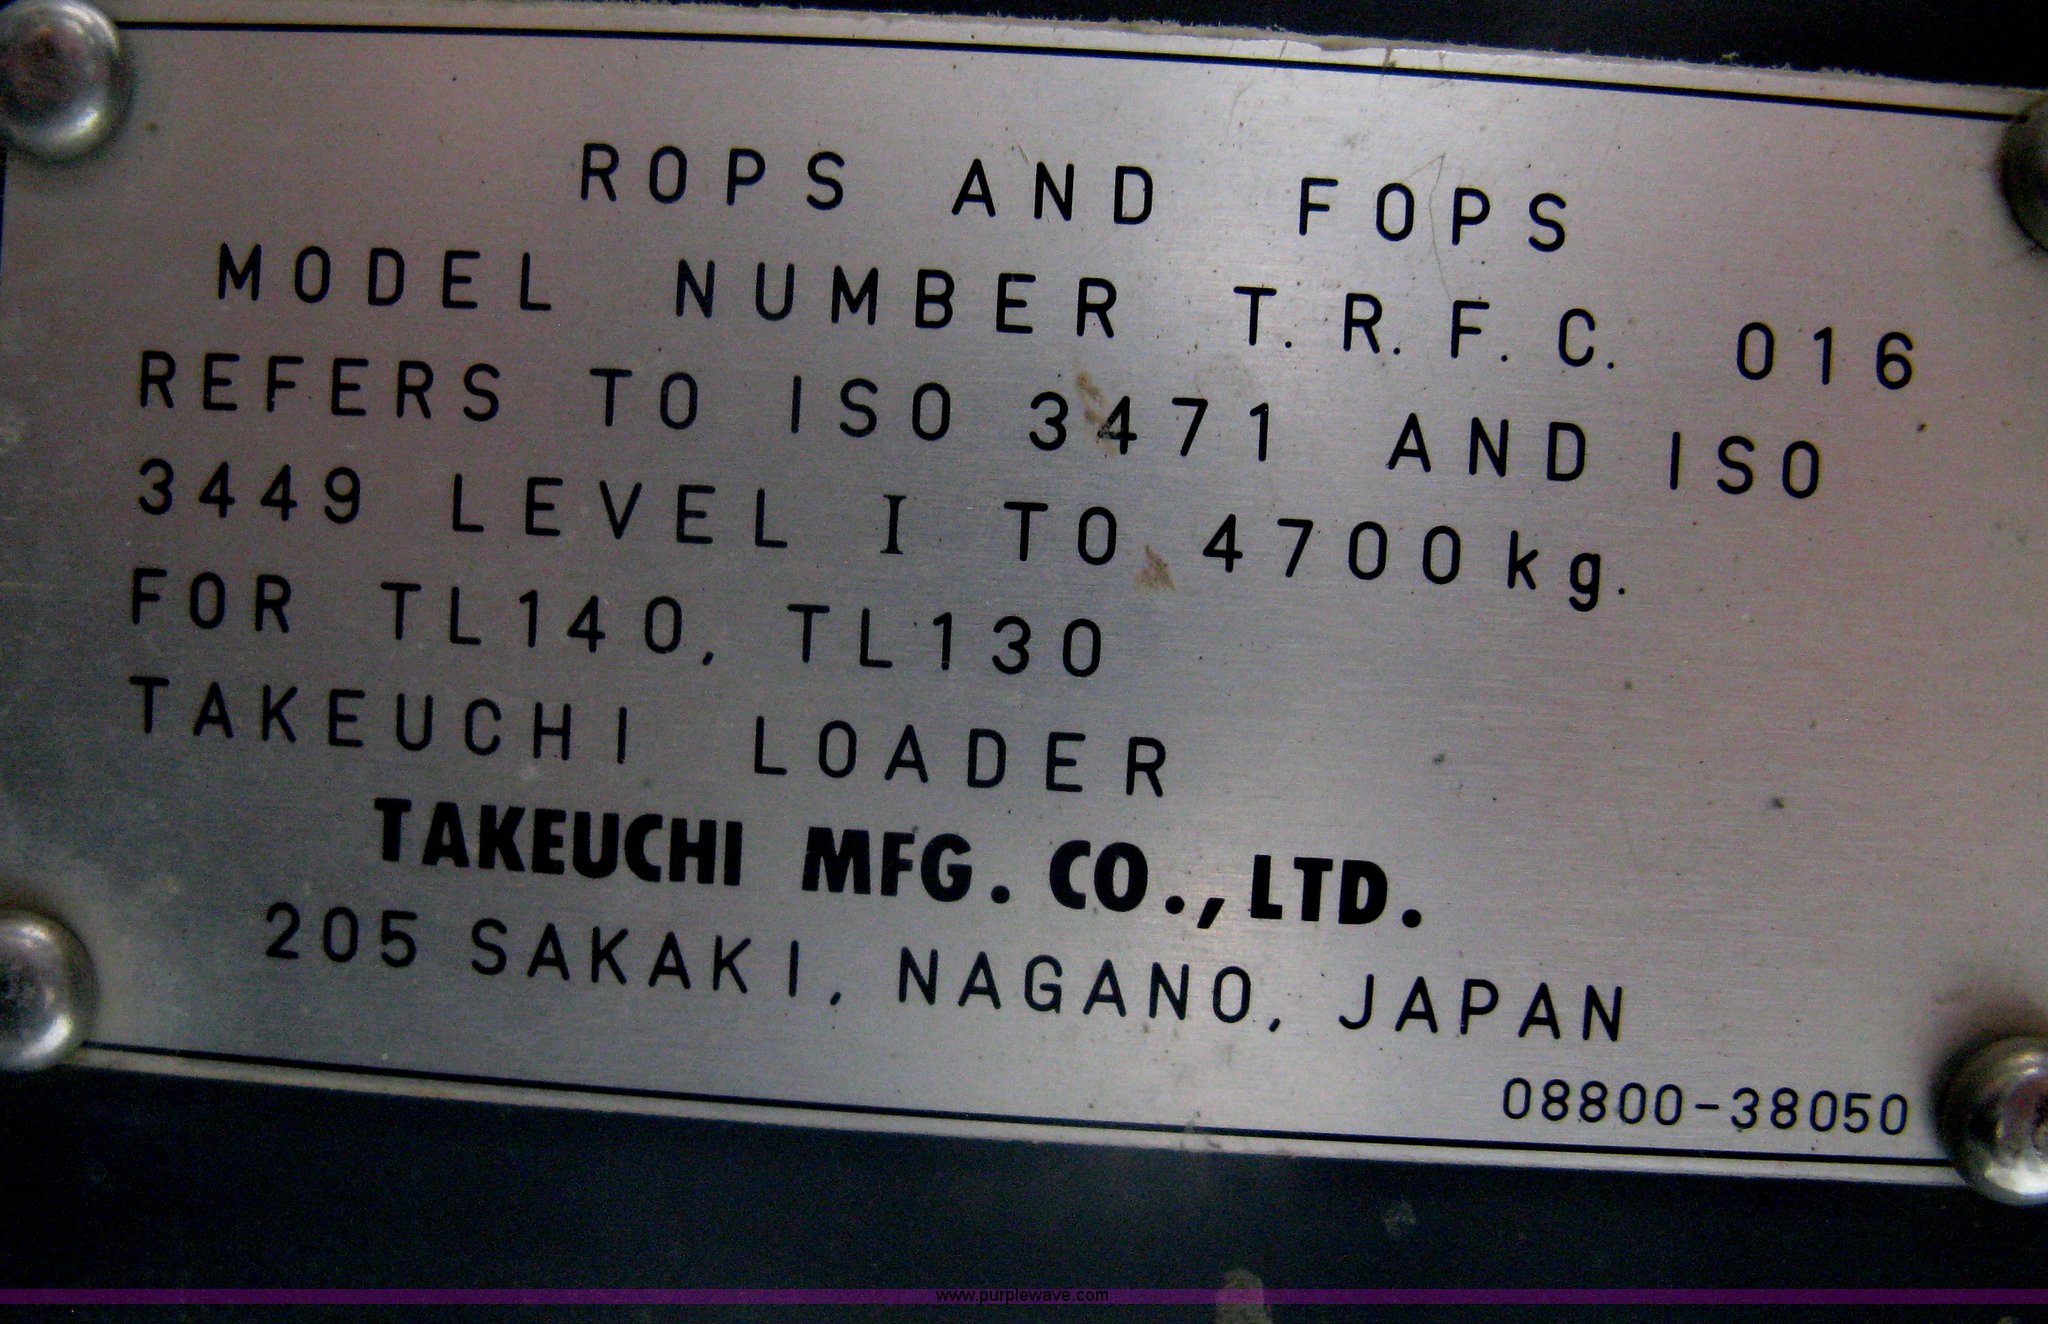 ROPS AND FOPS
MODEL NUMBER T.R.F.C. 016
REFERS TO ISO 3471 AND ISO
3449 LEVEL I TO 4700kg.
FOR TL140, TL130
TAKEUCHI LOADER
TAKEUCHI MFG. CO., LTD.
205 SAKAKI, NAGANO, JAPAN
08800-38050
www.purplewave.com